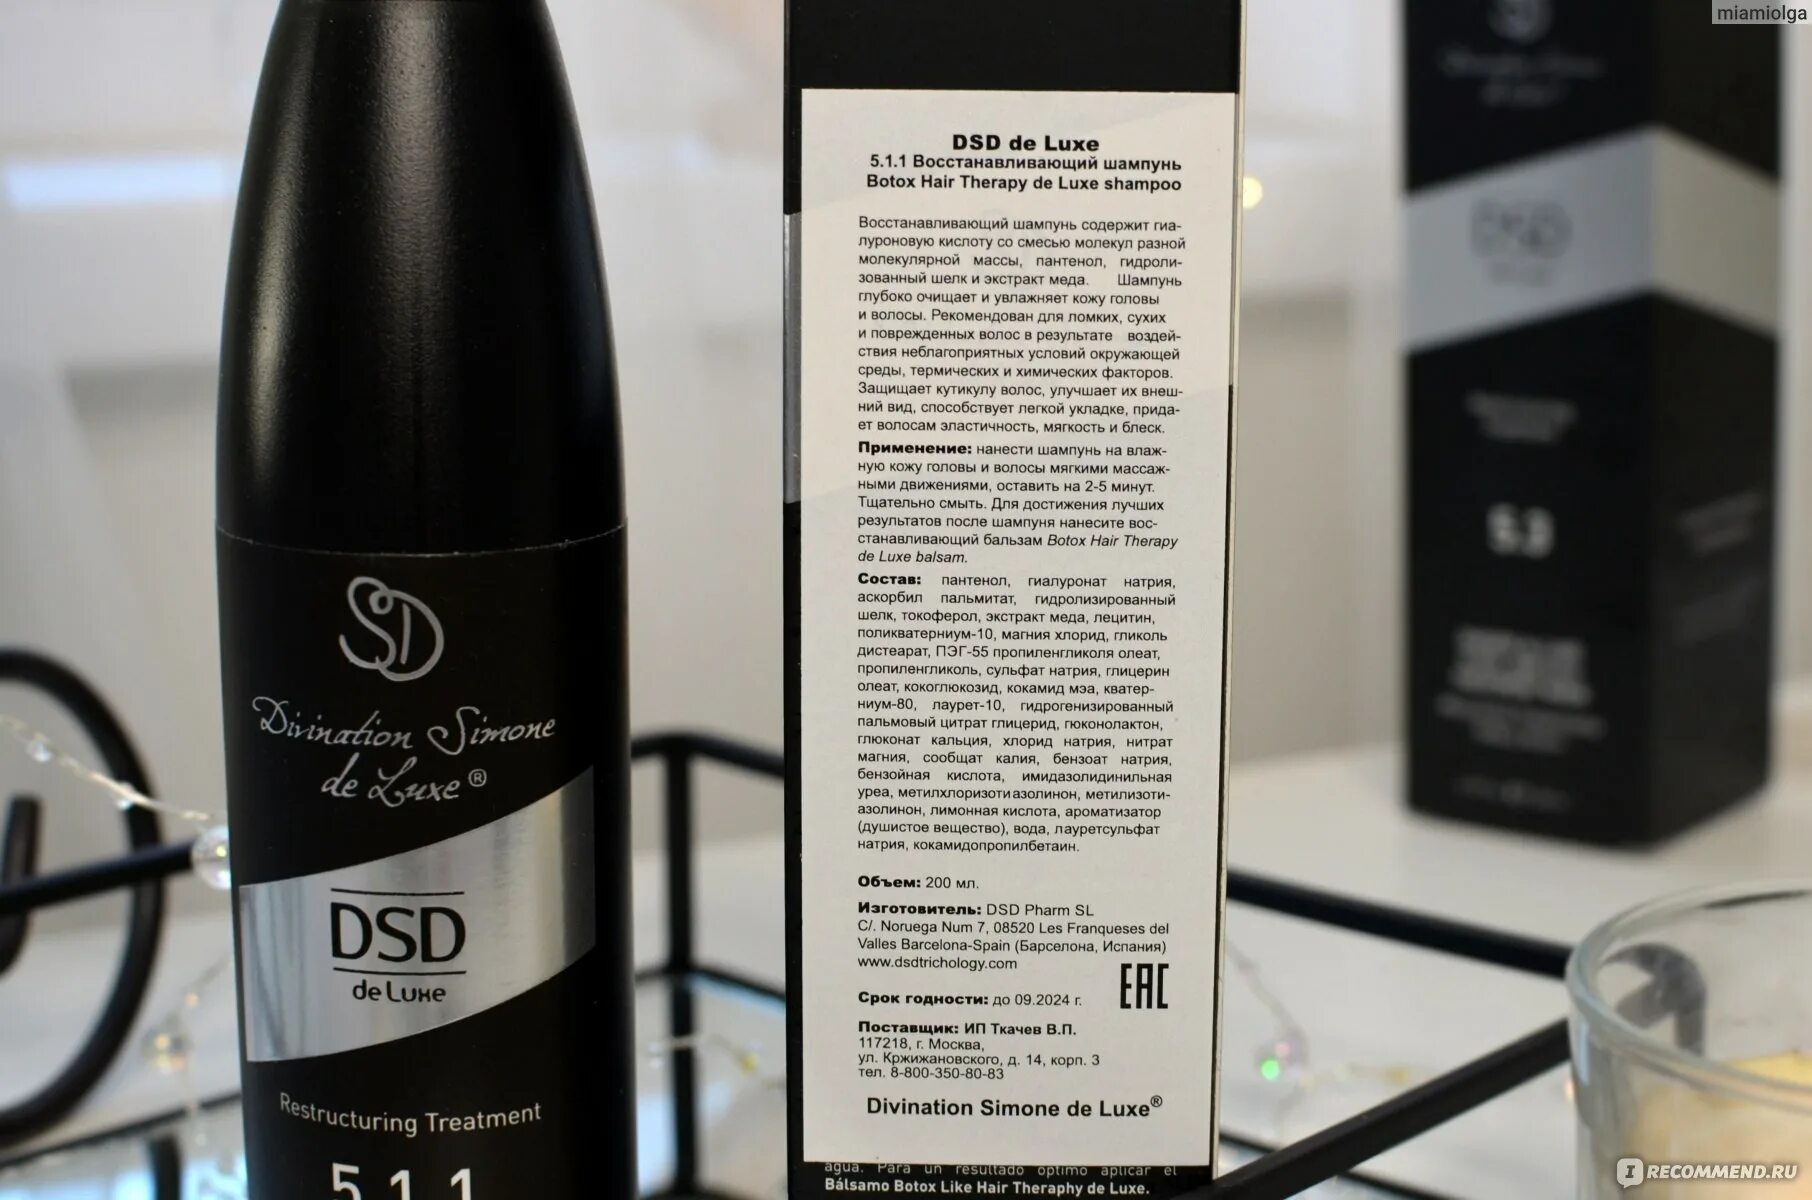 miamiolga
SD
Divination Simone
de Luxe®
DSD
de Luxe
Restructuring Treatment
5.1.1
DSD de Luxe
5.1.1 Восстанавливающий шампунь
Botox Hair Therapy de Luxe shampoo
Восстанавливающий шампунь содержит гиа-
луроновую кислоту со смесью молекул разной
молекулярной массы, пантенол, гидроли-
зованный шелк и экстракт меда. Шампунь
глубоко очищает и увлажняет кожу головы
и волосы. Рекомендован для ломких, сухих
и поврежденных волос в результате воздей-
ствия неблагоприятных условий окружающей
среды, термических и химических факторов.
Защищает кутикулу волос, улучшает их внеш-
ний вид, способствует легкой укладке, прида-
ет волосам эластичность, мягкость и блеск.
Применение: нанести шампунь на влаж-
ную кожу головы и волосы мягкими массаж-
ными движениями, оставить на 2-5 минут.
Тщательно смыть. Для достижения лучших
результатов после шампуня нанесите вос-
станавливающий бальзам Botox Hair Therapy
de Luxe balsam.
Состав: пантенол, гиалуронат натрия,
аскорбил пальмитат, гидролизированный
шелк, токоферол, экстракт меда, лецитин,
поликватерниум-10, магния хлорид, гликоль
дистеарат, ПЭГ-55 пропиленгликоля олеат,
пропиленгликоль, сульфат натрия, глицерин
олеат, кокоглюкозид, кокамид мэа, кватер-
ниум-80, лаурет-10, гидрогенизированный
пальмовый цитрат глицерид, гюконолактон,
глюконат кальция, хлорид натрия, нитрат
магния, сообщат калия, бензоат натрия,
бензойная кислота, имидазолидинильная
уреа, метилхлоризотиазолинон, метилизоти-
азолинон, лимонная кислота, ароматизатор
(душистое вещество), вода, лауретсульфат
натрия, кокамидопропилбетаин.
Объем: 200 мл.
Изготовитель: DSD Pharm SL
C/. Noruega Num 7, 08520 Les Franqueses del
Valles Barcelona-Spain (Барселона, Испания)
www.dsdtrichology.com
EAC
Срок годности: до 09.2024 г.
Поставщик: ИП Ткачев В.П.
117218, г. Москва,
ул. Кржижановского, д. 14, корп. 3
тел. 8-800-350-80-83
Divination Simone de Luxe®
agua. Para un resultado óptimo aplicar el
Bálsamo Botox Like Hair Theraphy de Luxe.
DSD
5.3
IRECOMMEND.RU